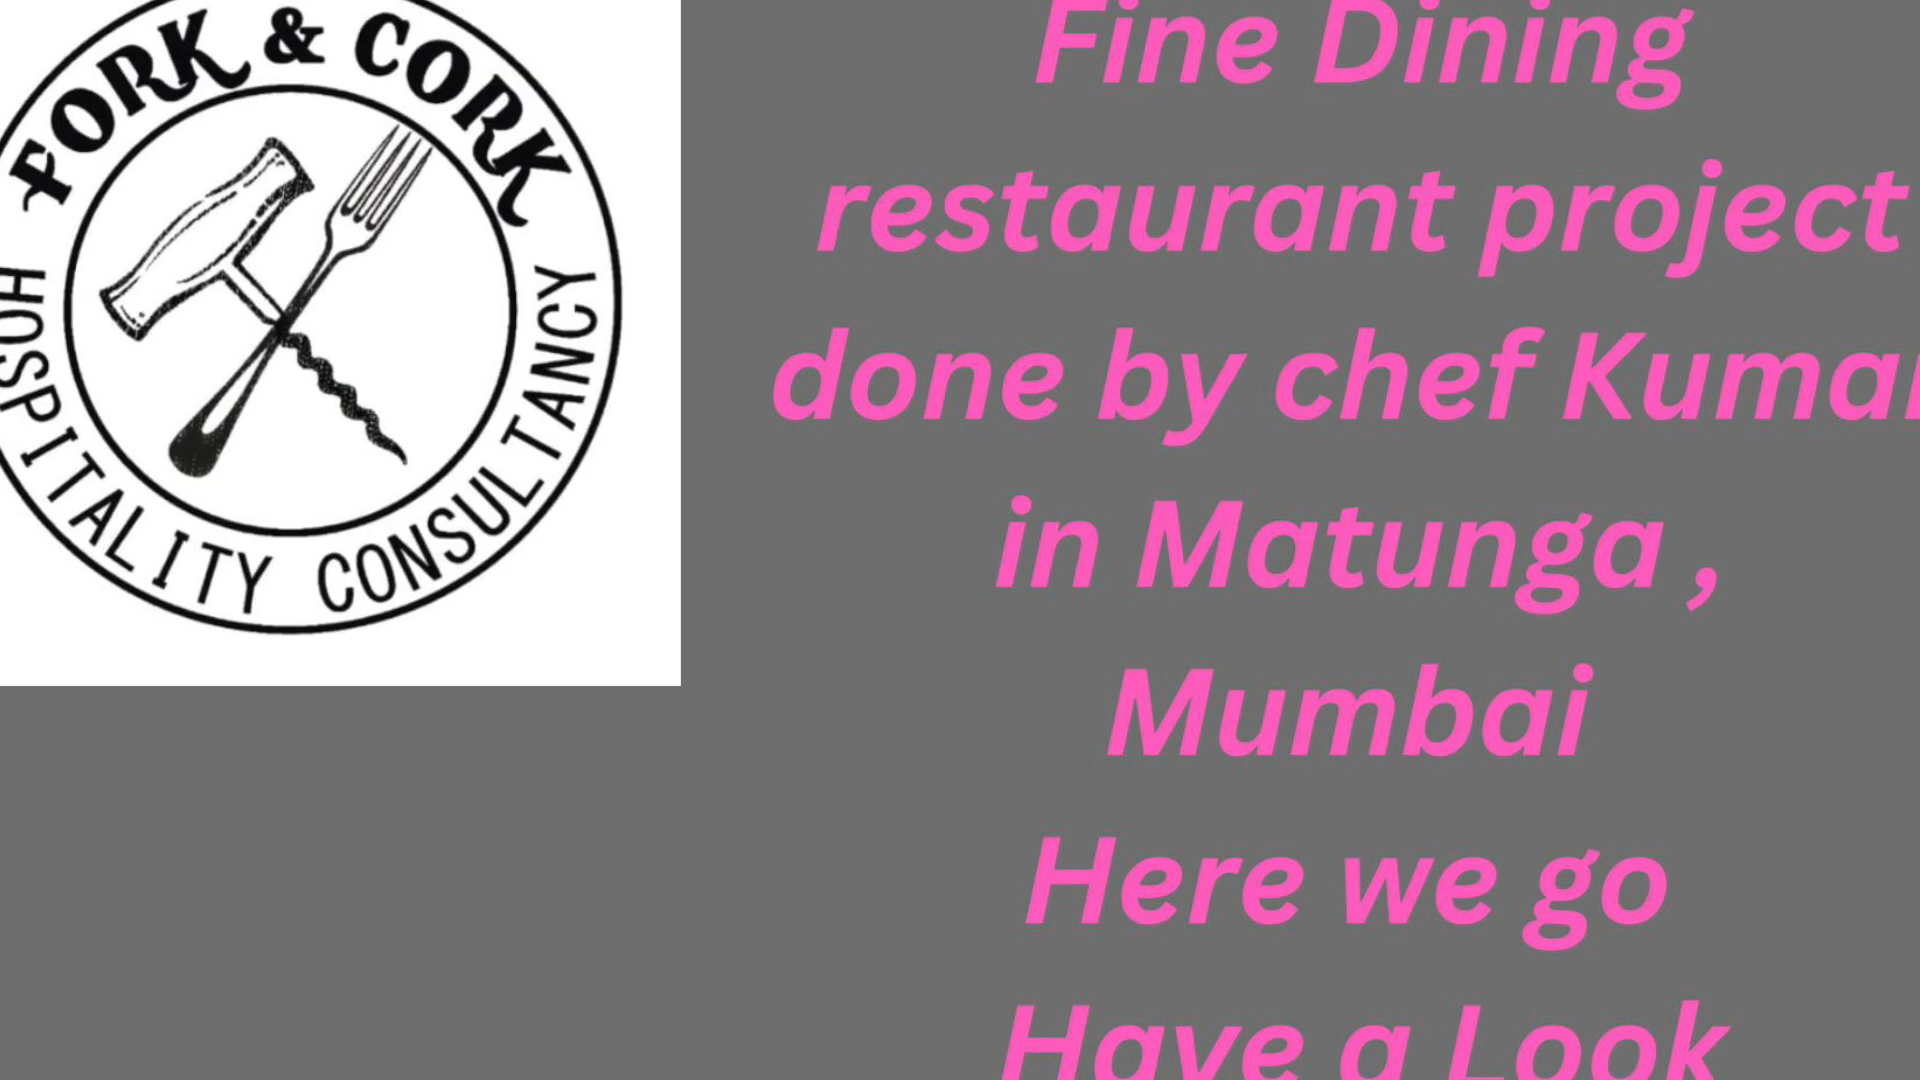 FORK & CORK
HOSPITALITY CONSULTANCY
Fine Dining
restaurant project
done by chef Kumar
in Matunga ,
Mumbai
Here we go
Have a Look